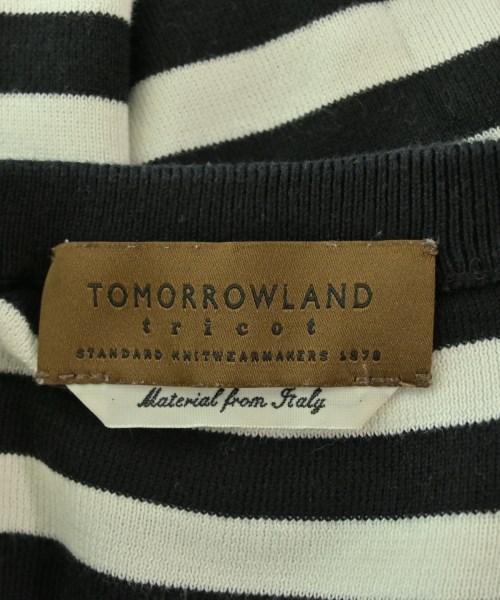 TOMORROWLAND
tricot
STANDARD KNITWEARMAKERS 1978
Material from Italy